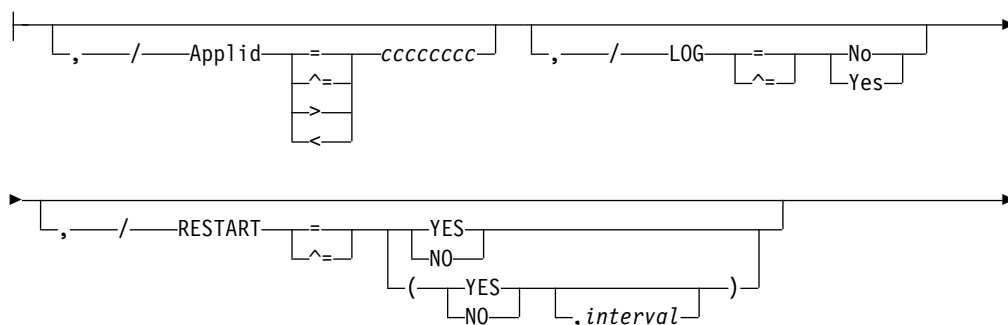 , / Applid = cccccccc , / LOG = No
^= ^= Yes
>
<
, / RESTART = YES
^= NO
( YES )
NO ,interval